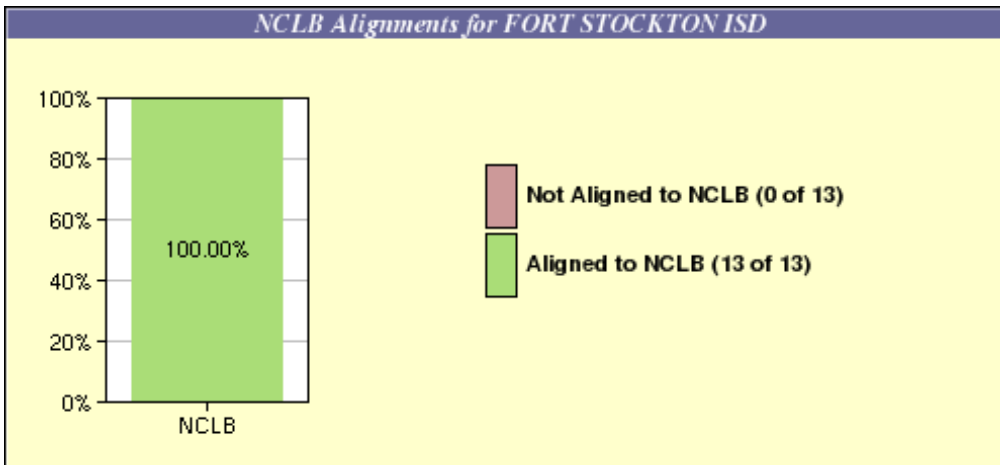 NCLB Alignments for FORT STOCKTON ISD
100%
80%
60%
40%
20%
0%
100.00%
NCLB
Not Aligned to NCLB (0 of 13)
Aligned to NCLB (13 of 13)